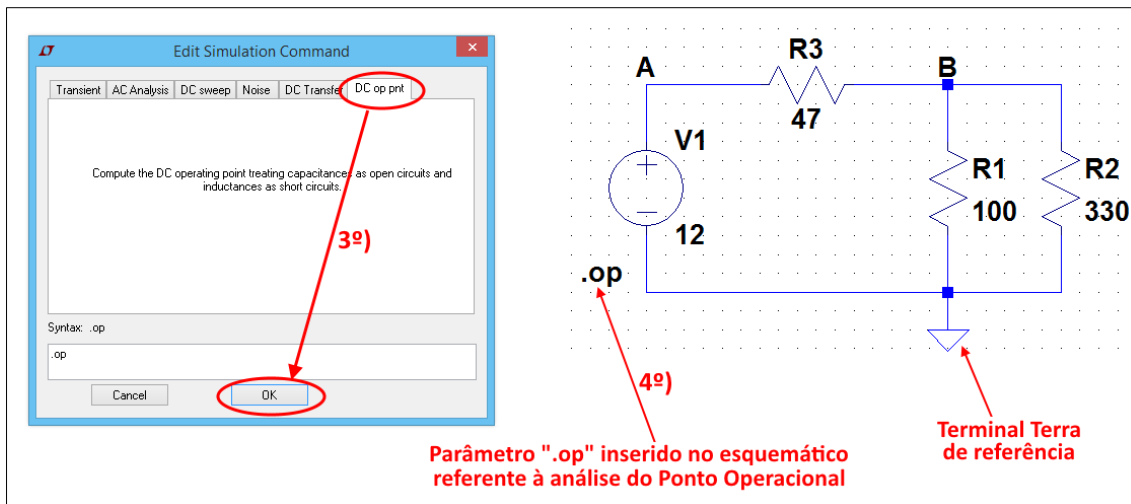 Edit Simulation Command
Transient AC Analysis DC sweep Noise DC Transfer DC op pnt
Compute the DC operating point treating capacitances as open circuits and
inductances as short circuits.
3º)
Syntax: .op
.op
Cancel OK
A
R3
47
B
V1
12
R1
100
R2
330
.op
4º)
Parâmetro ".op" inserido no esquemático
referente à análise do Ponto Operacional
Terminal Terra
de referência